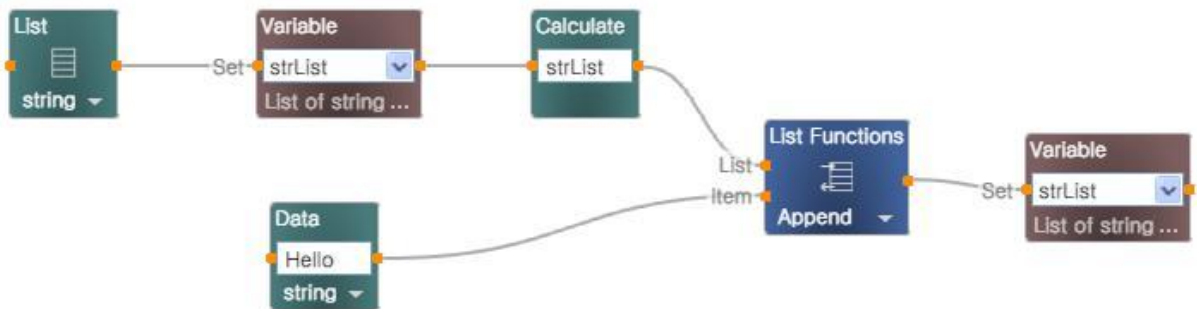 List
string
Set
Variable
strList
List of string ...
Calculate
strList
Data
Hello
string
List
Item
List Functions
Append
Set
Variable
strList
List of string ...